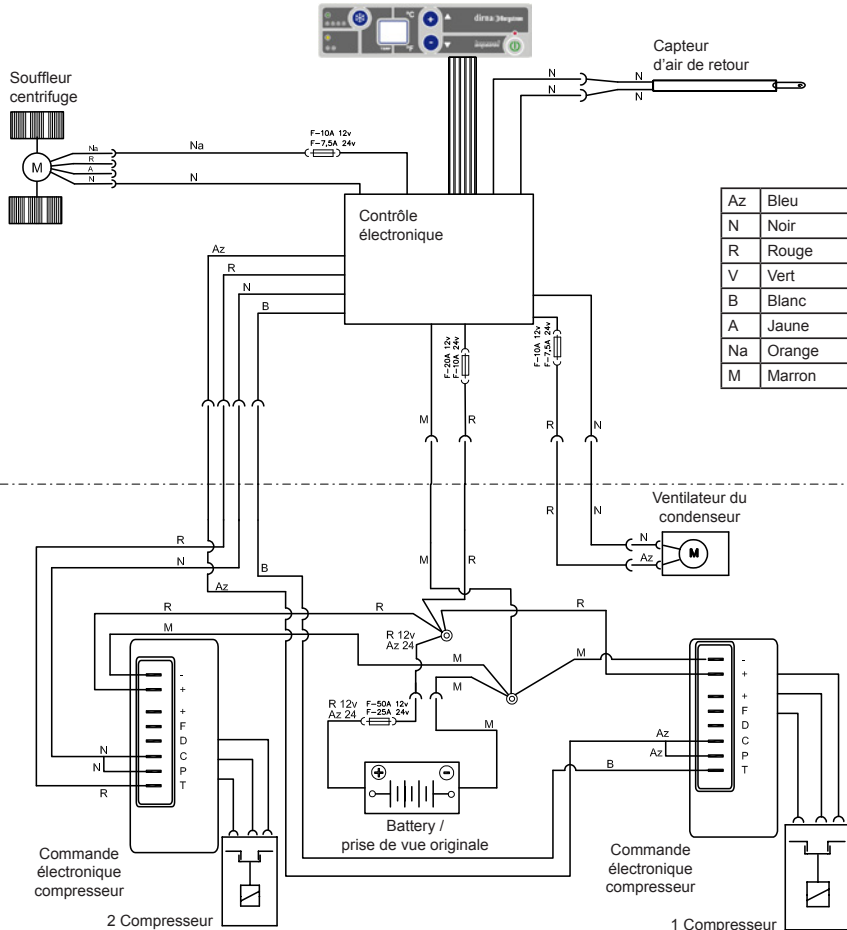 °C
°F
dirna
Bergstrom
Souffleur
centrifuge
M
Na
R
A
N
Na
N
F-10A 12v
F-7,5A 24v
N
N
N
N
Capteur
d'air de retour
Contrôle
électronique
Az Bleu
N Noir
R Rouge
V Vert
B Blanc
A Jaune
Na Orange
M Marron
Az
R
N
B
F-20A 12v
F-10A 24v
F-10A 12v
F-7,5A 24v
M
R
R
N
R
N
M
R
Ventilateur du
condenseur
N
Az
M
R
N
B
Az
R
R
M
R 12v
Az 24
R
M
M
M
R 12v
Az 24
F-50A 12v
F-25A 24v
M
+
-
Battery /
prise de vue originale
-
+
+
F
D
C
P
T
N
N
R
Commande
électronique
compresseur
2 Compresseur
-
+
+
F
D
C
P
T
Az
Az
B
Commande
électronique
compresseur
1 Compresseur